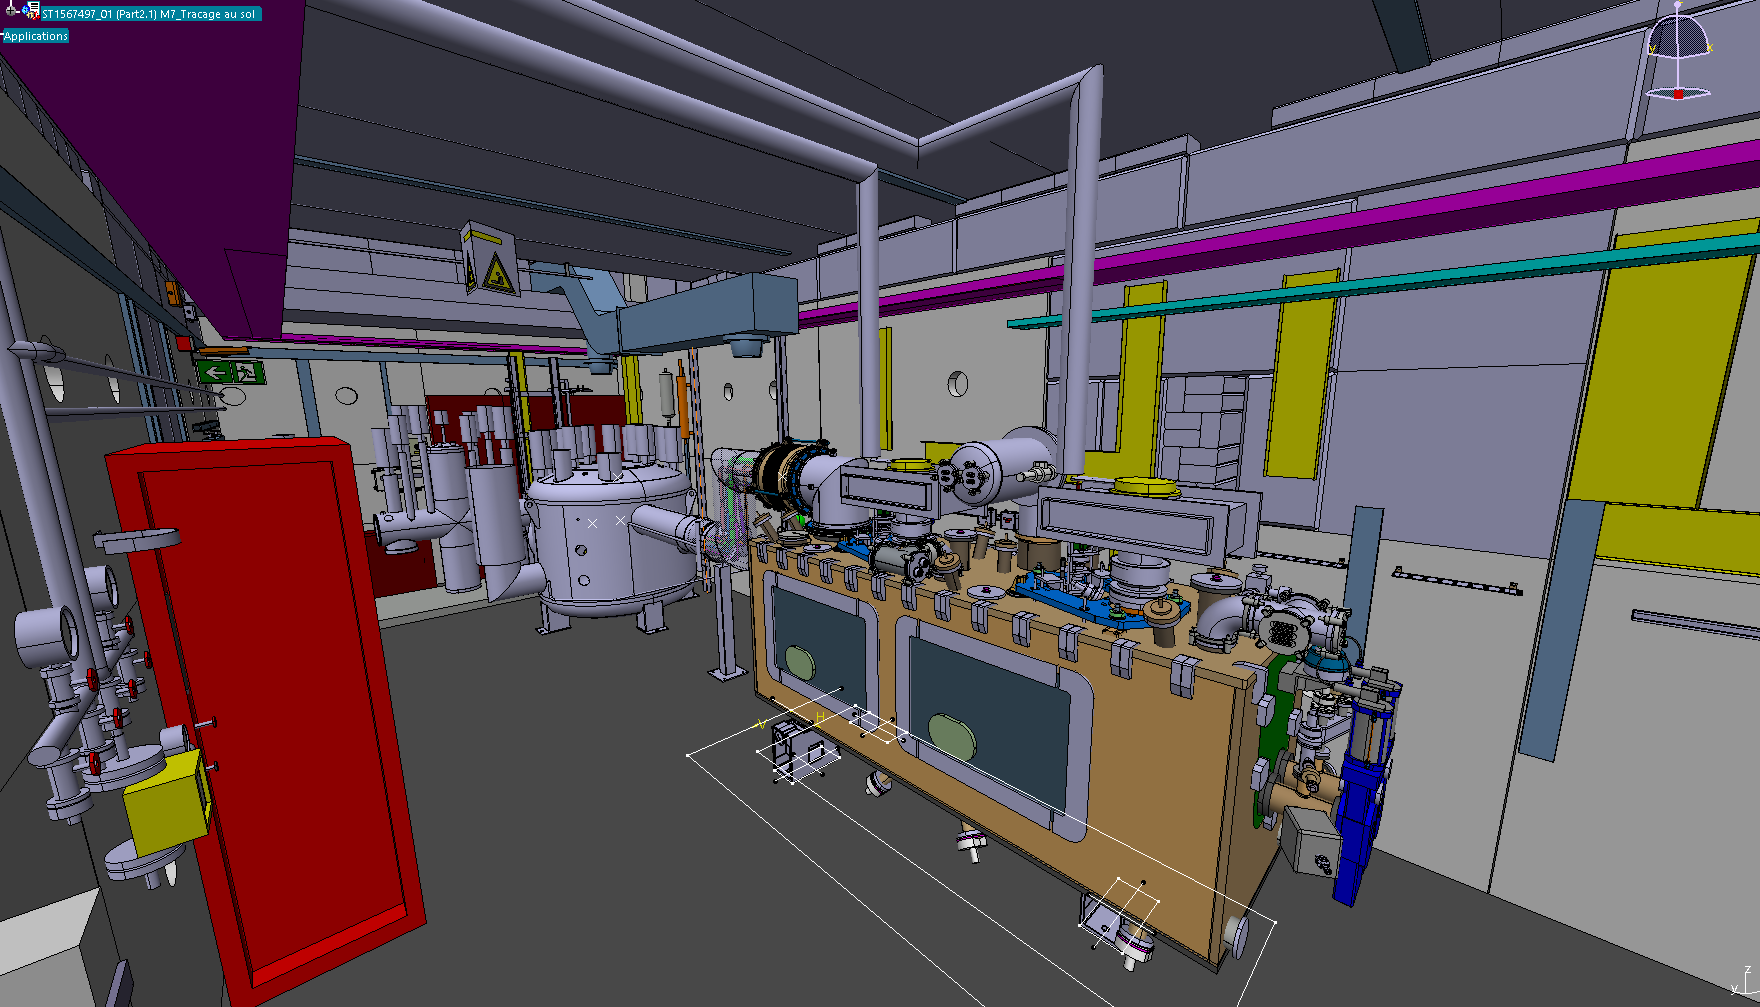 ST1567497_01 (Part2.1) M7_Tracage au sol
Applications
y
x
V
H
z
y